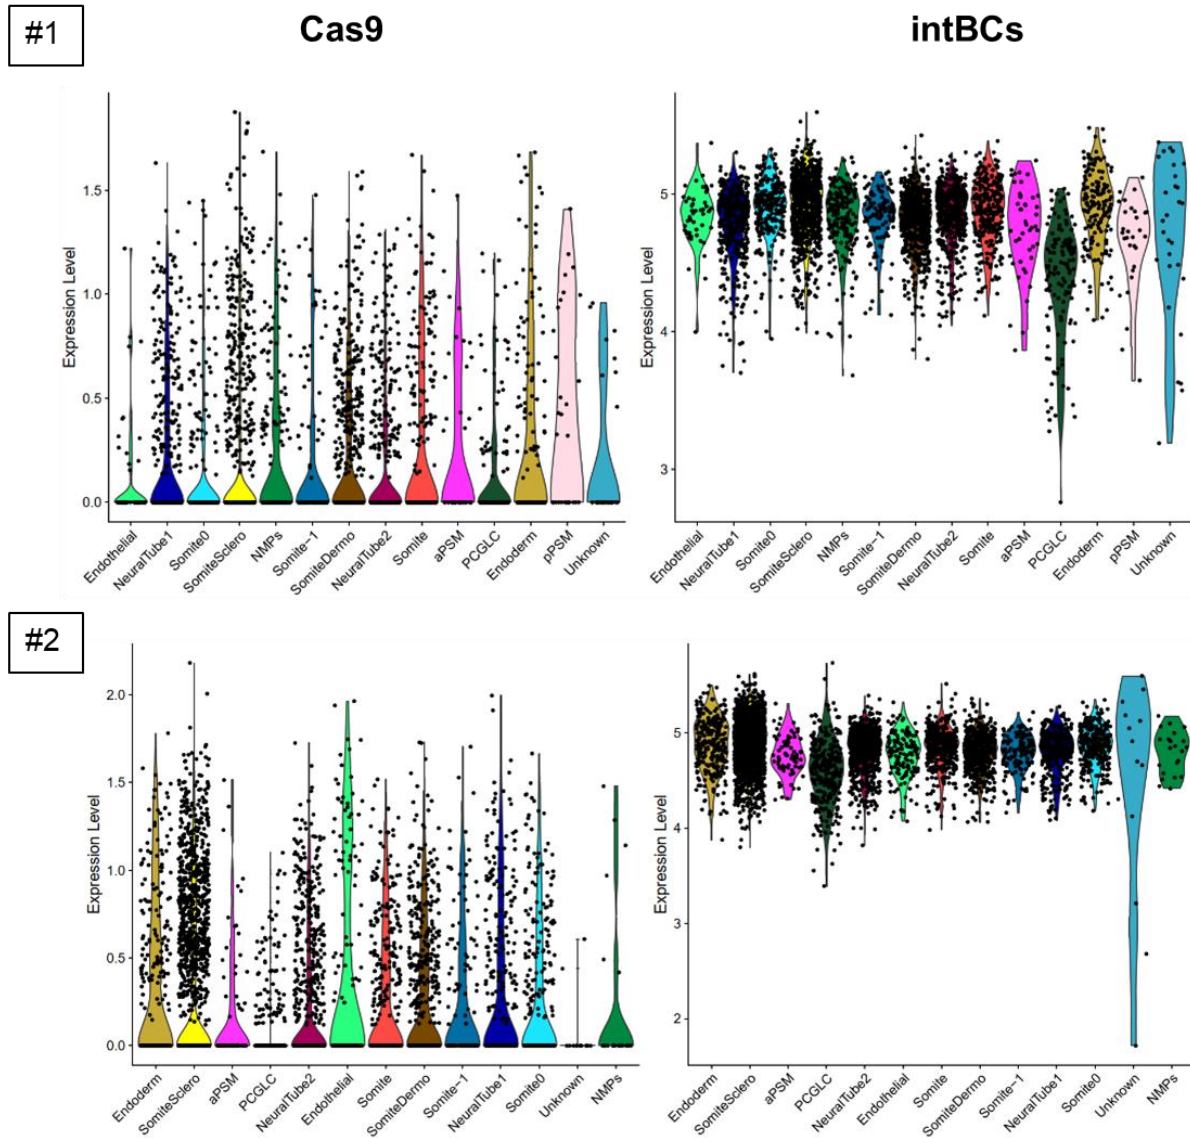 #1
Cas9
intBCs
Expression Level
1.5
1.0
0.5
0.0
Endothelial
NeuralTube1
Somite0
SomiteSclero
NMPs
Somite-1
SomiteDermo
NeuralTube2
Somite
aPSM
PCGLC
Endoderm
pPSM
Unknown
Expression Level
5
4
3
Endothelial
NeuralTube1
Somite0
SomiteSclero
NMPs
Somite-1
SomiteDermo
NeuralTube2
Somite
aPSM
PCGLC
Endoderm
pPSM
Unknown
#2
Expression Level
2.0
1.5
1.0
0.5
0.0
Endoderm
SomiteSclero
aPSM
PCGLC
NeuralTube2
Endothelial
Somite
SomiteDermo
Somite-1
NeuralTube1
Somite0
Unknown
NMPs
Expression Level
5
4
3
2
Endoderm
SomiteSclero
aPSM
PCGLC
NeuralTube2
Endothelial
Somite
SomiteDermo
Somite-1
NeuralTube1
Somite0
Unknown
NMPs